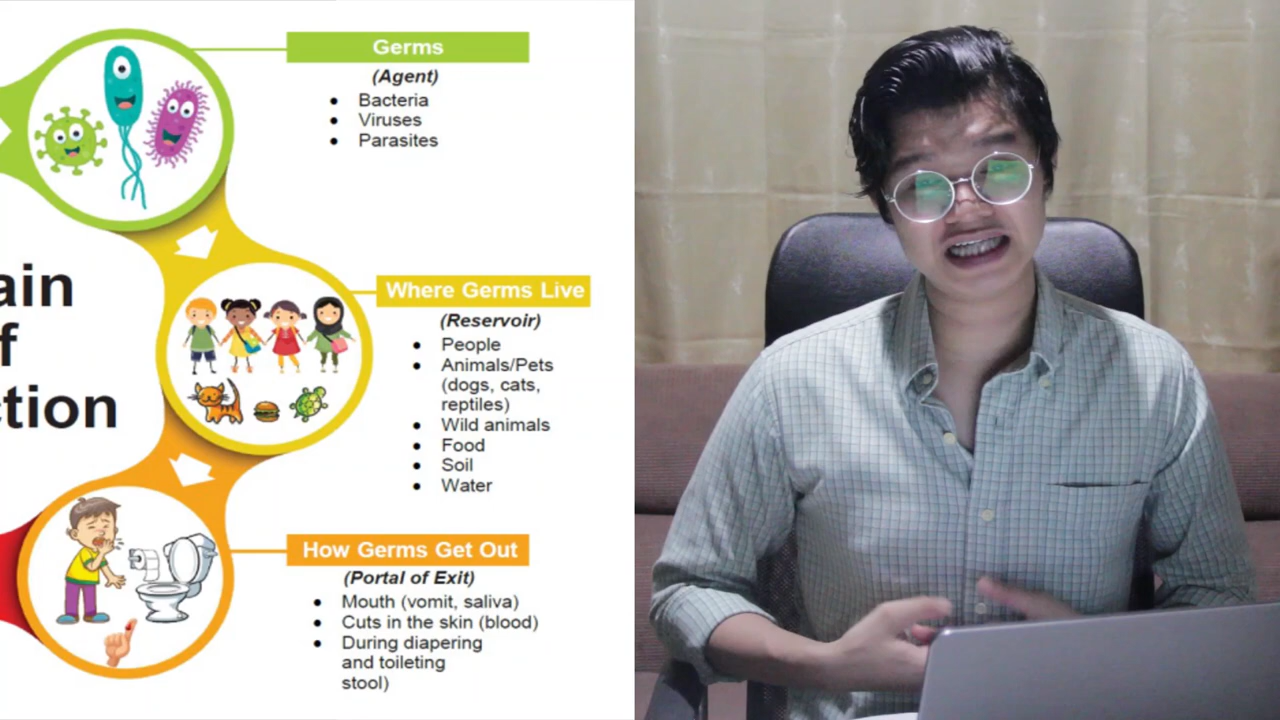 Germs
(Agent)
• Bacteria
• Viruses
• Parasites
ain
f
ction
Where Germs Live
(Reservoir)
• People
• Animals/Pets
(dogs, cats,
reptiles)
• Wild animals
• Food
• Soil
• Water
How Germs Get Out
(Portal of Exit)
• Mouth (vomit, saliva)
• Cuts in the skin (blood)
• During diapering
and toileting
stool)